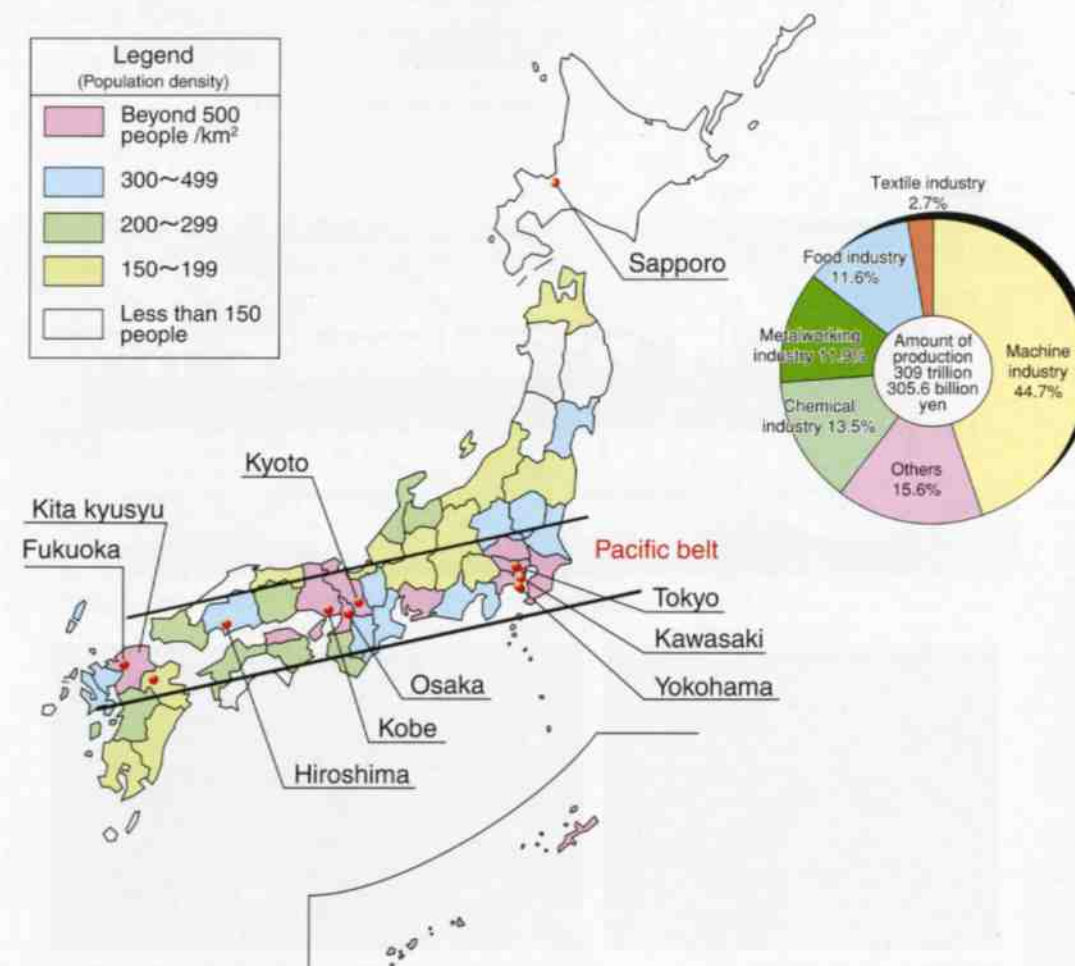 Legend
(Population density)
Beyond 500
people /km²
300～499
200～299
150～199
Less than 150
people
Sapporo
Kyoto
Kita kyusyu
Fukuoka
Pacific belt
Tokyo
Kawasaki
Yokohama
Osaka
Kobe
Hiroshima
Textile industry
2.7%
Food industry
11.6%
Metalworking
industry 11.9%
Chemical
industry 13.5%
Others
15.6%
Machine
industry
44.7%
Amount of
production
309 trillion
305.6 billion
yen